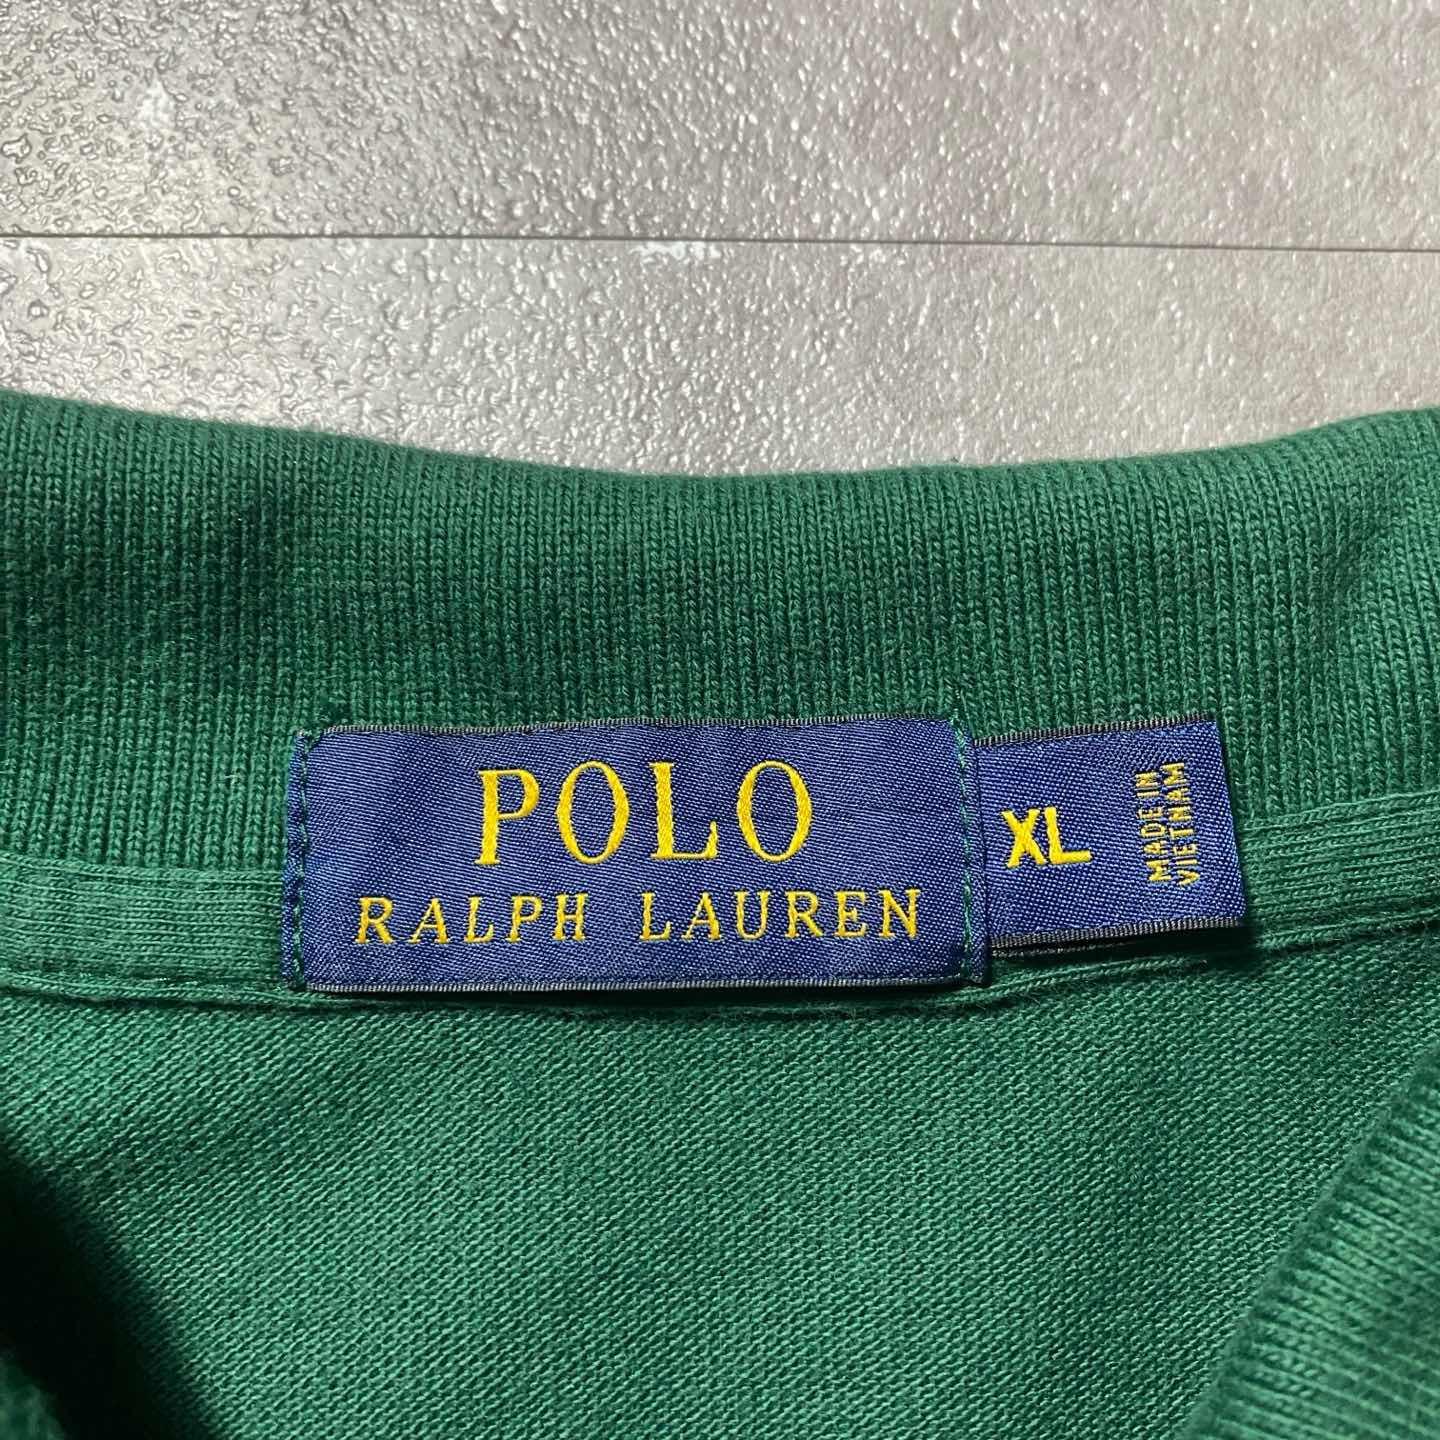 POLO
RALPH LAUREN
XL
MADE IN
VIETNAM